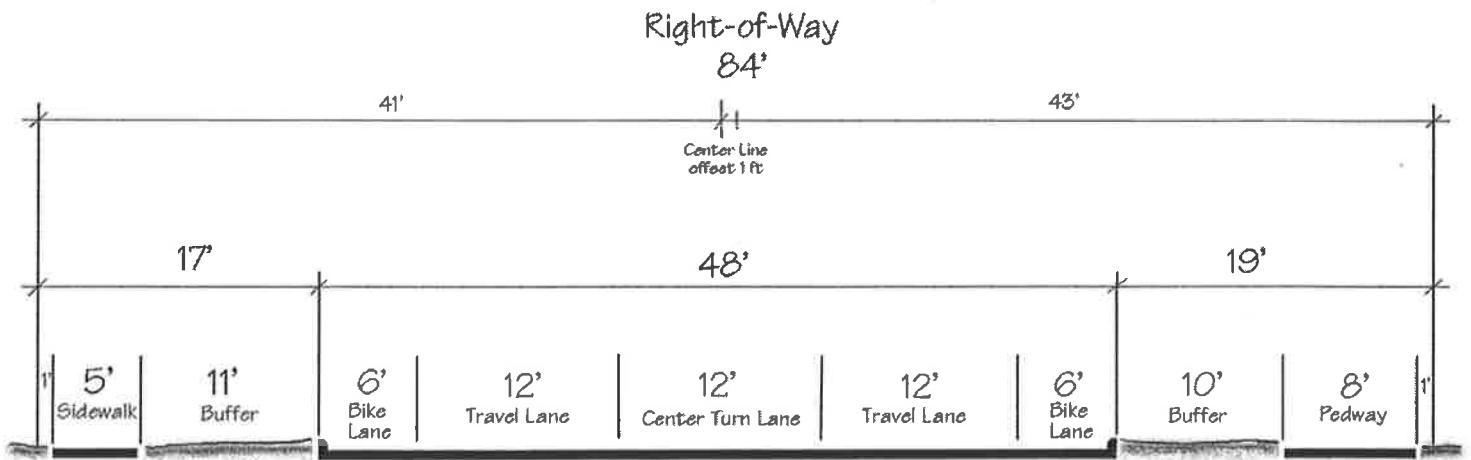 Right-of-Way
84'
41'
43'
Center Line
offset 1 ft
17'
48'
19'
1'
5'
Sidewalk
11'
Buffer
6'
Bike
Lane
12'
Travel Lane
12'
Center Turn Lane
12'
Travel Lane
6'
Bike
Lane
10'
Buffer
8'
Pedway
1'